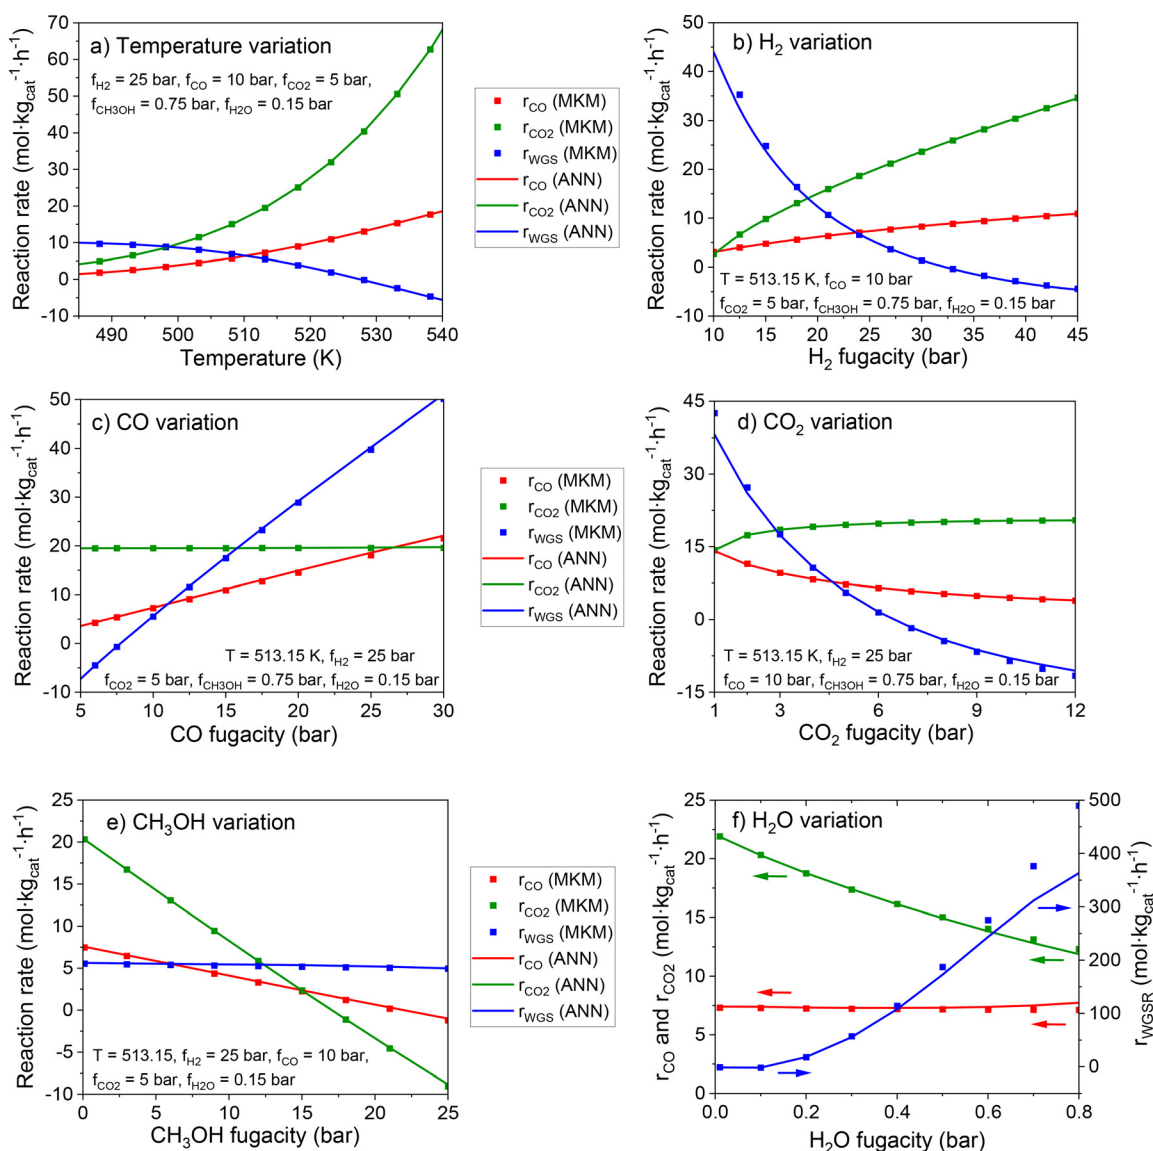 a) Temperature variation
f_H2 = 25 bar, f_CO = 10 bar, f_CO2 = 5 bar,
f_CH3OH = 0.75 bar, f_H2O = 0.15 bar
Reaction rate (mol·kg_cat⁻¹·h⁻¹)
70
60
50
40
30
20
10
0
-10
490 500 510 520 530 540
Temperature (K)
r_CO (MKM)
r_CO2 (MKM)
r_WGS (MKM)
r_CO (ANN)
r_CO2 (ANN)
r_WGS (ANN)
b) H₂ variation
Reaction rate (mol·kg_cat⁻¹·h⁻¹)
50
40
30
20
10
0
-10
T = 513.15 K, f_CO = 10 bar
f_CO2 = 5 bar, f_CH3OH = 0.75 bar, f_H2O = 0.15 bar
10 15 20 25 30 35 40 45
H₂ fugacity (bar)
c) CO variation
Reaction rate (mol·kg_cat⁻¹·h⁻¹)
50
40
30
20
10
0
-10
T = 513.15 K, f_H2 = 25 bar
f_CO2 = 5 bar, f_CH3OH = 0.75 bar, f_H2O = 0.15 bar
5 10 15 20 25 30
CO fugacity (bar)
r_CO (MKM)
r_CO2 (MKM)
r_WGS (MKM)
r_CO (ANN)
r_CO2 (ANN)
r_WGS (ANN)
d) CO₂ variation
Reaction rate (mol·kg_cat⁻¹·h⁻¹)
45
30
15
0
-15
T = 513.15 K, f_H2 = 25 bar
f_CO = 10 bar, f_CH3OH = 0.75 bar, f_H2O = 0.15 bar
1 3 6 9 12
CO₂ fugacity (bar)
e) CH₃OH variation
Reaction rate (mol·kg_cat⁻¹·h⁻¹)
25
20
15
10
5
0
-5
-10
T = 513.15, f_H2 = 25 bar, f_CO = 10 bar,
f_CO2 = 5 bar, f_H2O = 0.15 bar
0 5 10 15 20 25
CH₃OH fugacity (bar)
r_CO (MKM)
r_CO2 (MKM)
r_WGS (MKM)
r_CO (ANN)
r_CO2 (ANN)
r_WGS (ANN)
f) H₂O variation
r_CO and r_CO2 (mol·kg_cat⁻¹·h⁻¹)
25
20
15
10
5
0
500
400
300
200
100
0
r_WGSR (mol·kg_cat⁻¹·h⁻¹)
0.0 0.2 0.4 0.6 0.8
H₂O fugacity (bar)